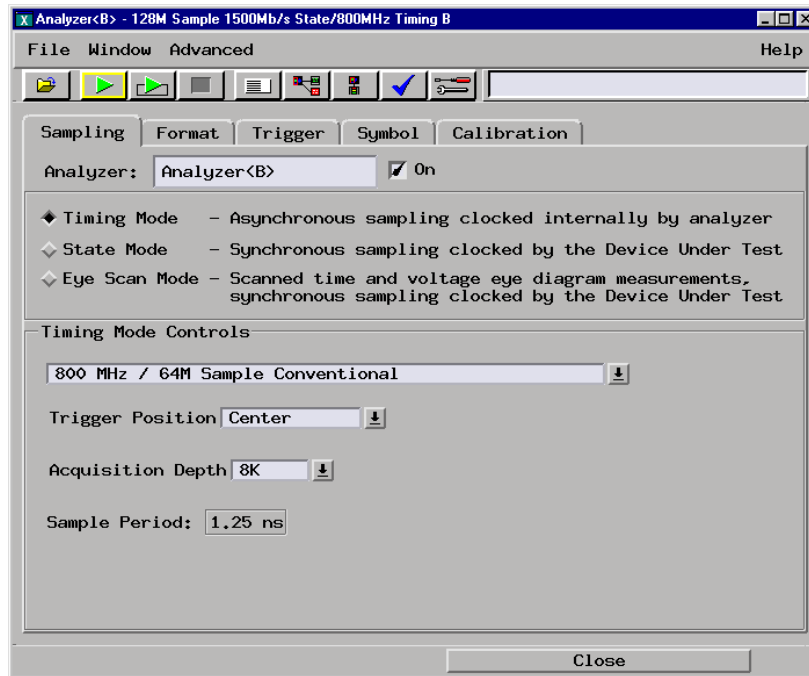 Analyzer<B> - 128M Sample 1500Mb/s State/800MHz Timing B
File Window Advanced Help
Sampling Format Trigger Symbol Calibration
Analyzer: Analyzer<B> On
Timing Mode - Asynchronous sampling clocked internally by analyzer
State Mode - Synchronous sampling clocked by the Device Under Test
Eye Scan Mode - Scanned time and voltage eye diagram measurements,
synchronous sampling clocked by the Device Under Test
Timing Mode Controls
800 MHz / 64M Sample Conventional
Trigger Position Center
Acquisition Depth 8K
Sample Period: 1.25 ns
Close